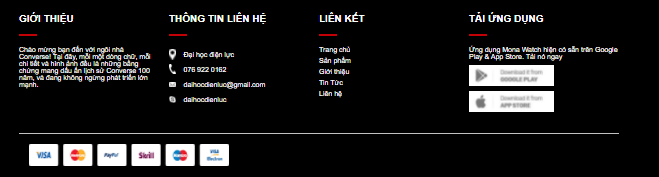 GIỚI THIỆU
Chào mừng bạn đến với ngôi nhà
Converse! Tại đây, mỗi một dòng chữ, mỗi
chi tiết và hình ảnh đều là những bằng
chứng mang dấu ấn lịch sử Converse 100
năm, và đang không ngừng phát triển lớn
mạnh.
THÔNG TIN LIÊN HỆ
Đại học điện lực
076 922 0162
daihocdienluc@gmail.com
daihocdienluc
LIÊN KẾT
Trang chủ
Sản phẩm
Giới thiệu
Tin Tức
Liên hệ
TẢI ỨNG DỤNG
Ứng dụng Mona Watch hiện có sẵn trên Google
Play & App Store. Tải nó ngay
Download it from
GOOGLE PLAY
Download it from
APP STORE
VISA
PayPal
Skrill
Maestro
VISA